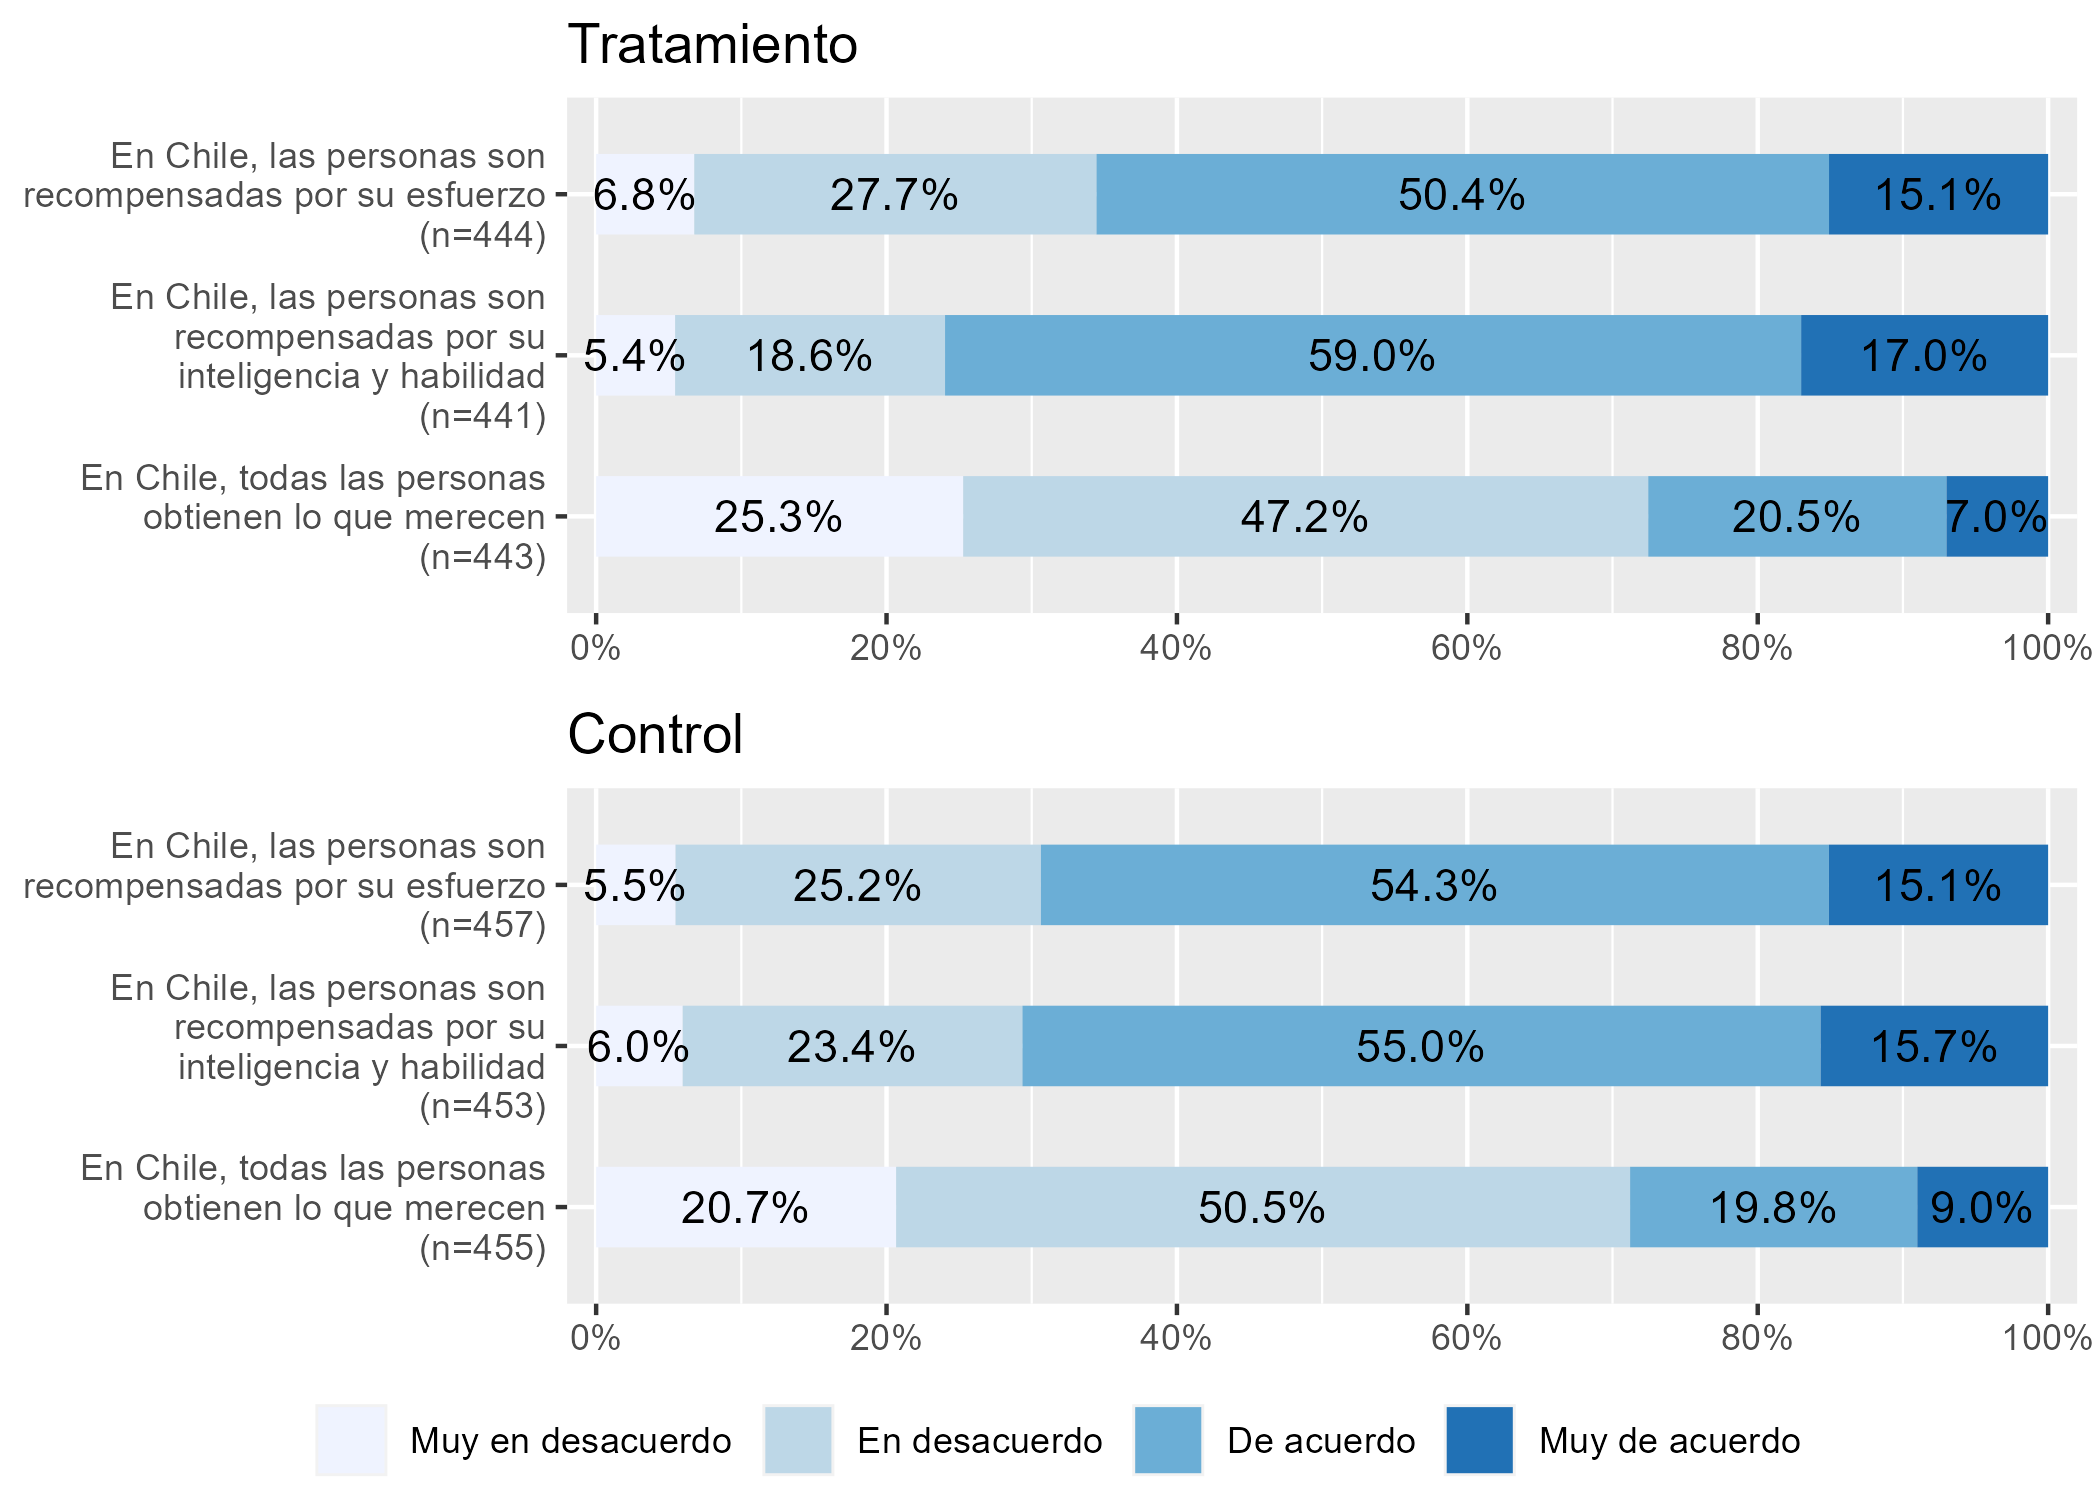 Tratamiento
En Chile, las personas son
recompensadas por su esfuerzo
(n=444)
6.8% 27.7% 50.4% 15.1%
En Chile, las personas son
recompensadas por su
inteligencia y habilidad
(n=441)
5.4% 18.6% 59.0% 17.0%
En Chile, todas las personas
obtienen lo que merecen
(n=443)
25.3% 47.2% 20.5% 7.0%
0% 20% 40% 60% 80% 100%
Control
En Chile, las personas son
recompensadas por su esfuerzo
(n=457)
5.5% 25.2% 54.3% 15.1%
En Chile, las personas son
recompensadas por su
inteligencia y habilidad
(n=453)
6.0% 23.4% 55.0% 15.7%
En Chile, todas las personas
obtienen lo que merecen
(n=455)
20.7% 50.5% 19.8% 9.0%
0% 20% 40% 60% 80% 100%
Muy en desacuerdo En desacuerdo De acuerdo Muy de acuerdo